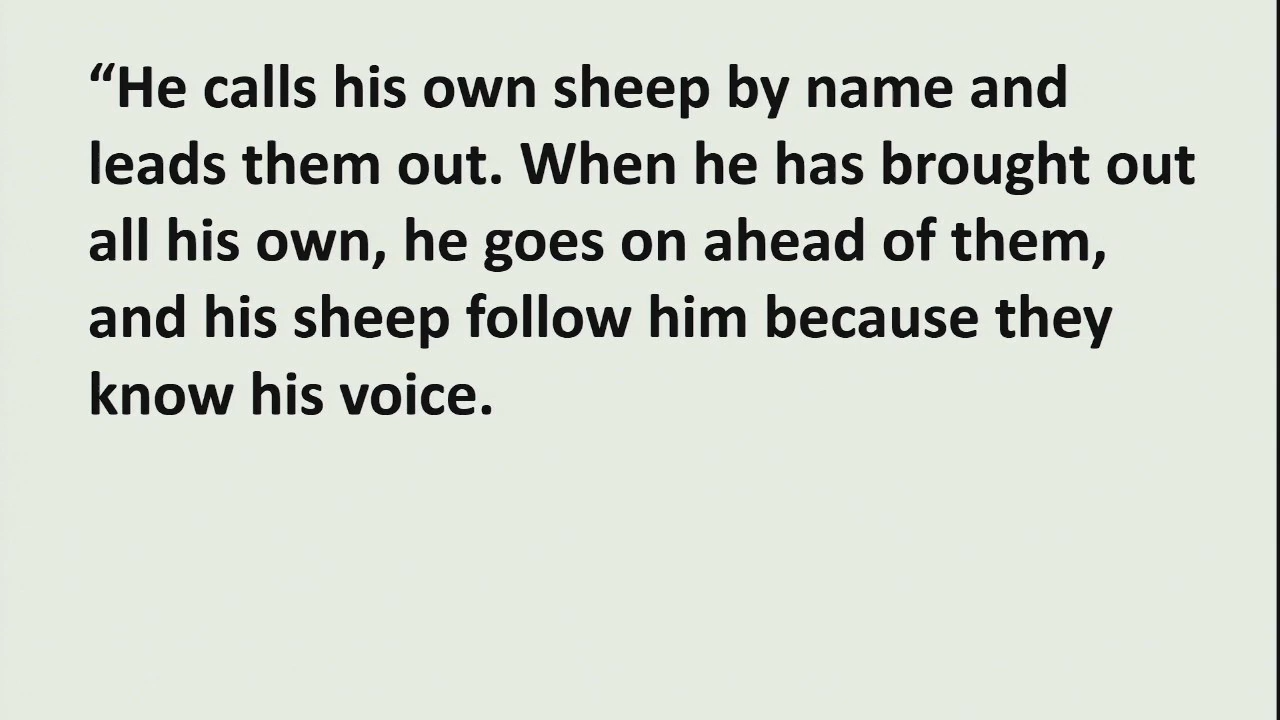 “He calls his own sheep by name and
leads them out. When he has brought out
all his own, he goes on ahead of them,
and his sheep follow him because they
know his voice.